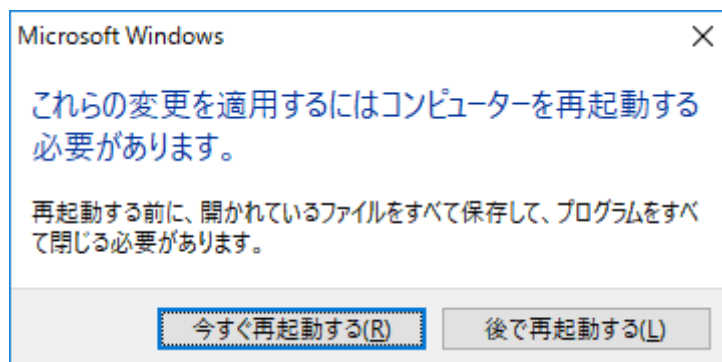 Microsoft Windows
これらの変更を適用するにはコンピューターを再起動する
必要があります。
再起動する前に、開かれているファイルをすべて保存して、プログラムをすべ
て閉じる必要があります。
今すぐ再起動する(R)
後で再起動する(L)